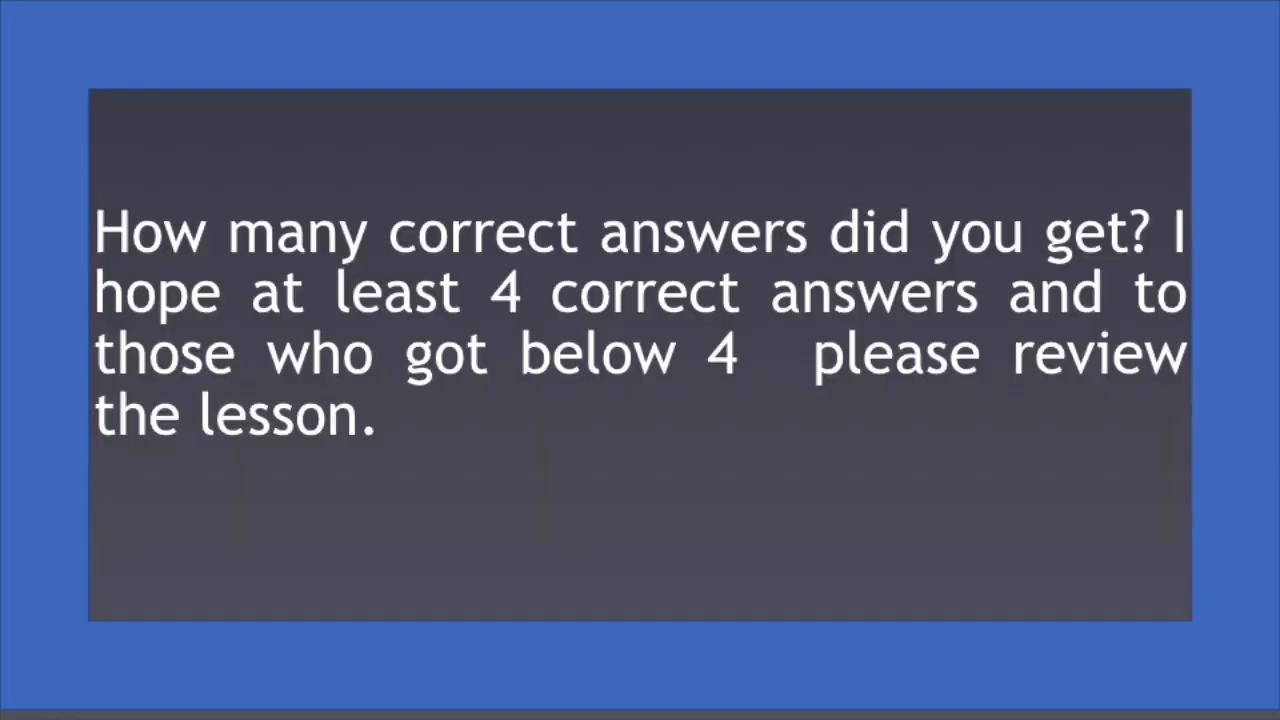 How many correct answers did you get? I
hope at least 4 correct answers and to
those who got below 4 please review
the lesson.